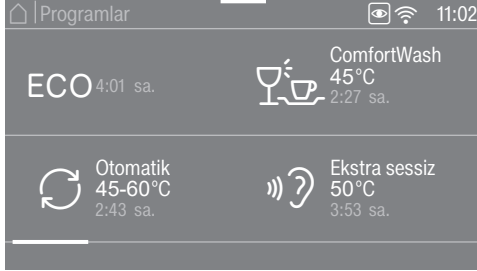 Programlar
11:02
ECO 4:01 sa.
ComfortWash
45°C
2:27 sa.
Otomatik
45-60°C
2:43 sa.
Ekstra sessiz
50°C
3:53 sa.